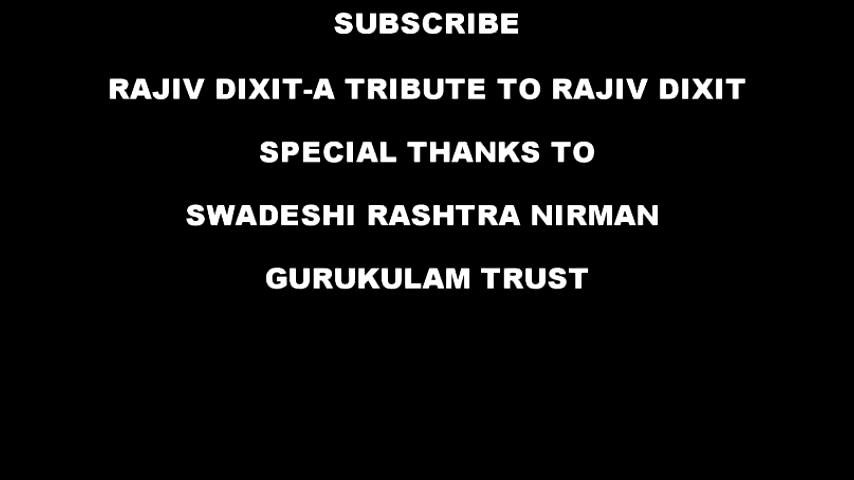 SUBSCRIBE
RAJIV DIXIT-A TRIBUTE TO RAJIV DIXIT
SPECIAL THANKS TO
SWADESHI RASHTRA NIRMAN
GURUKULAM TRUST